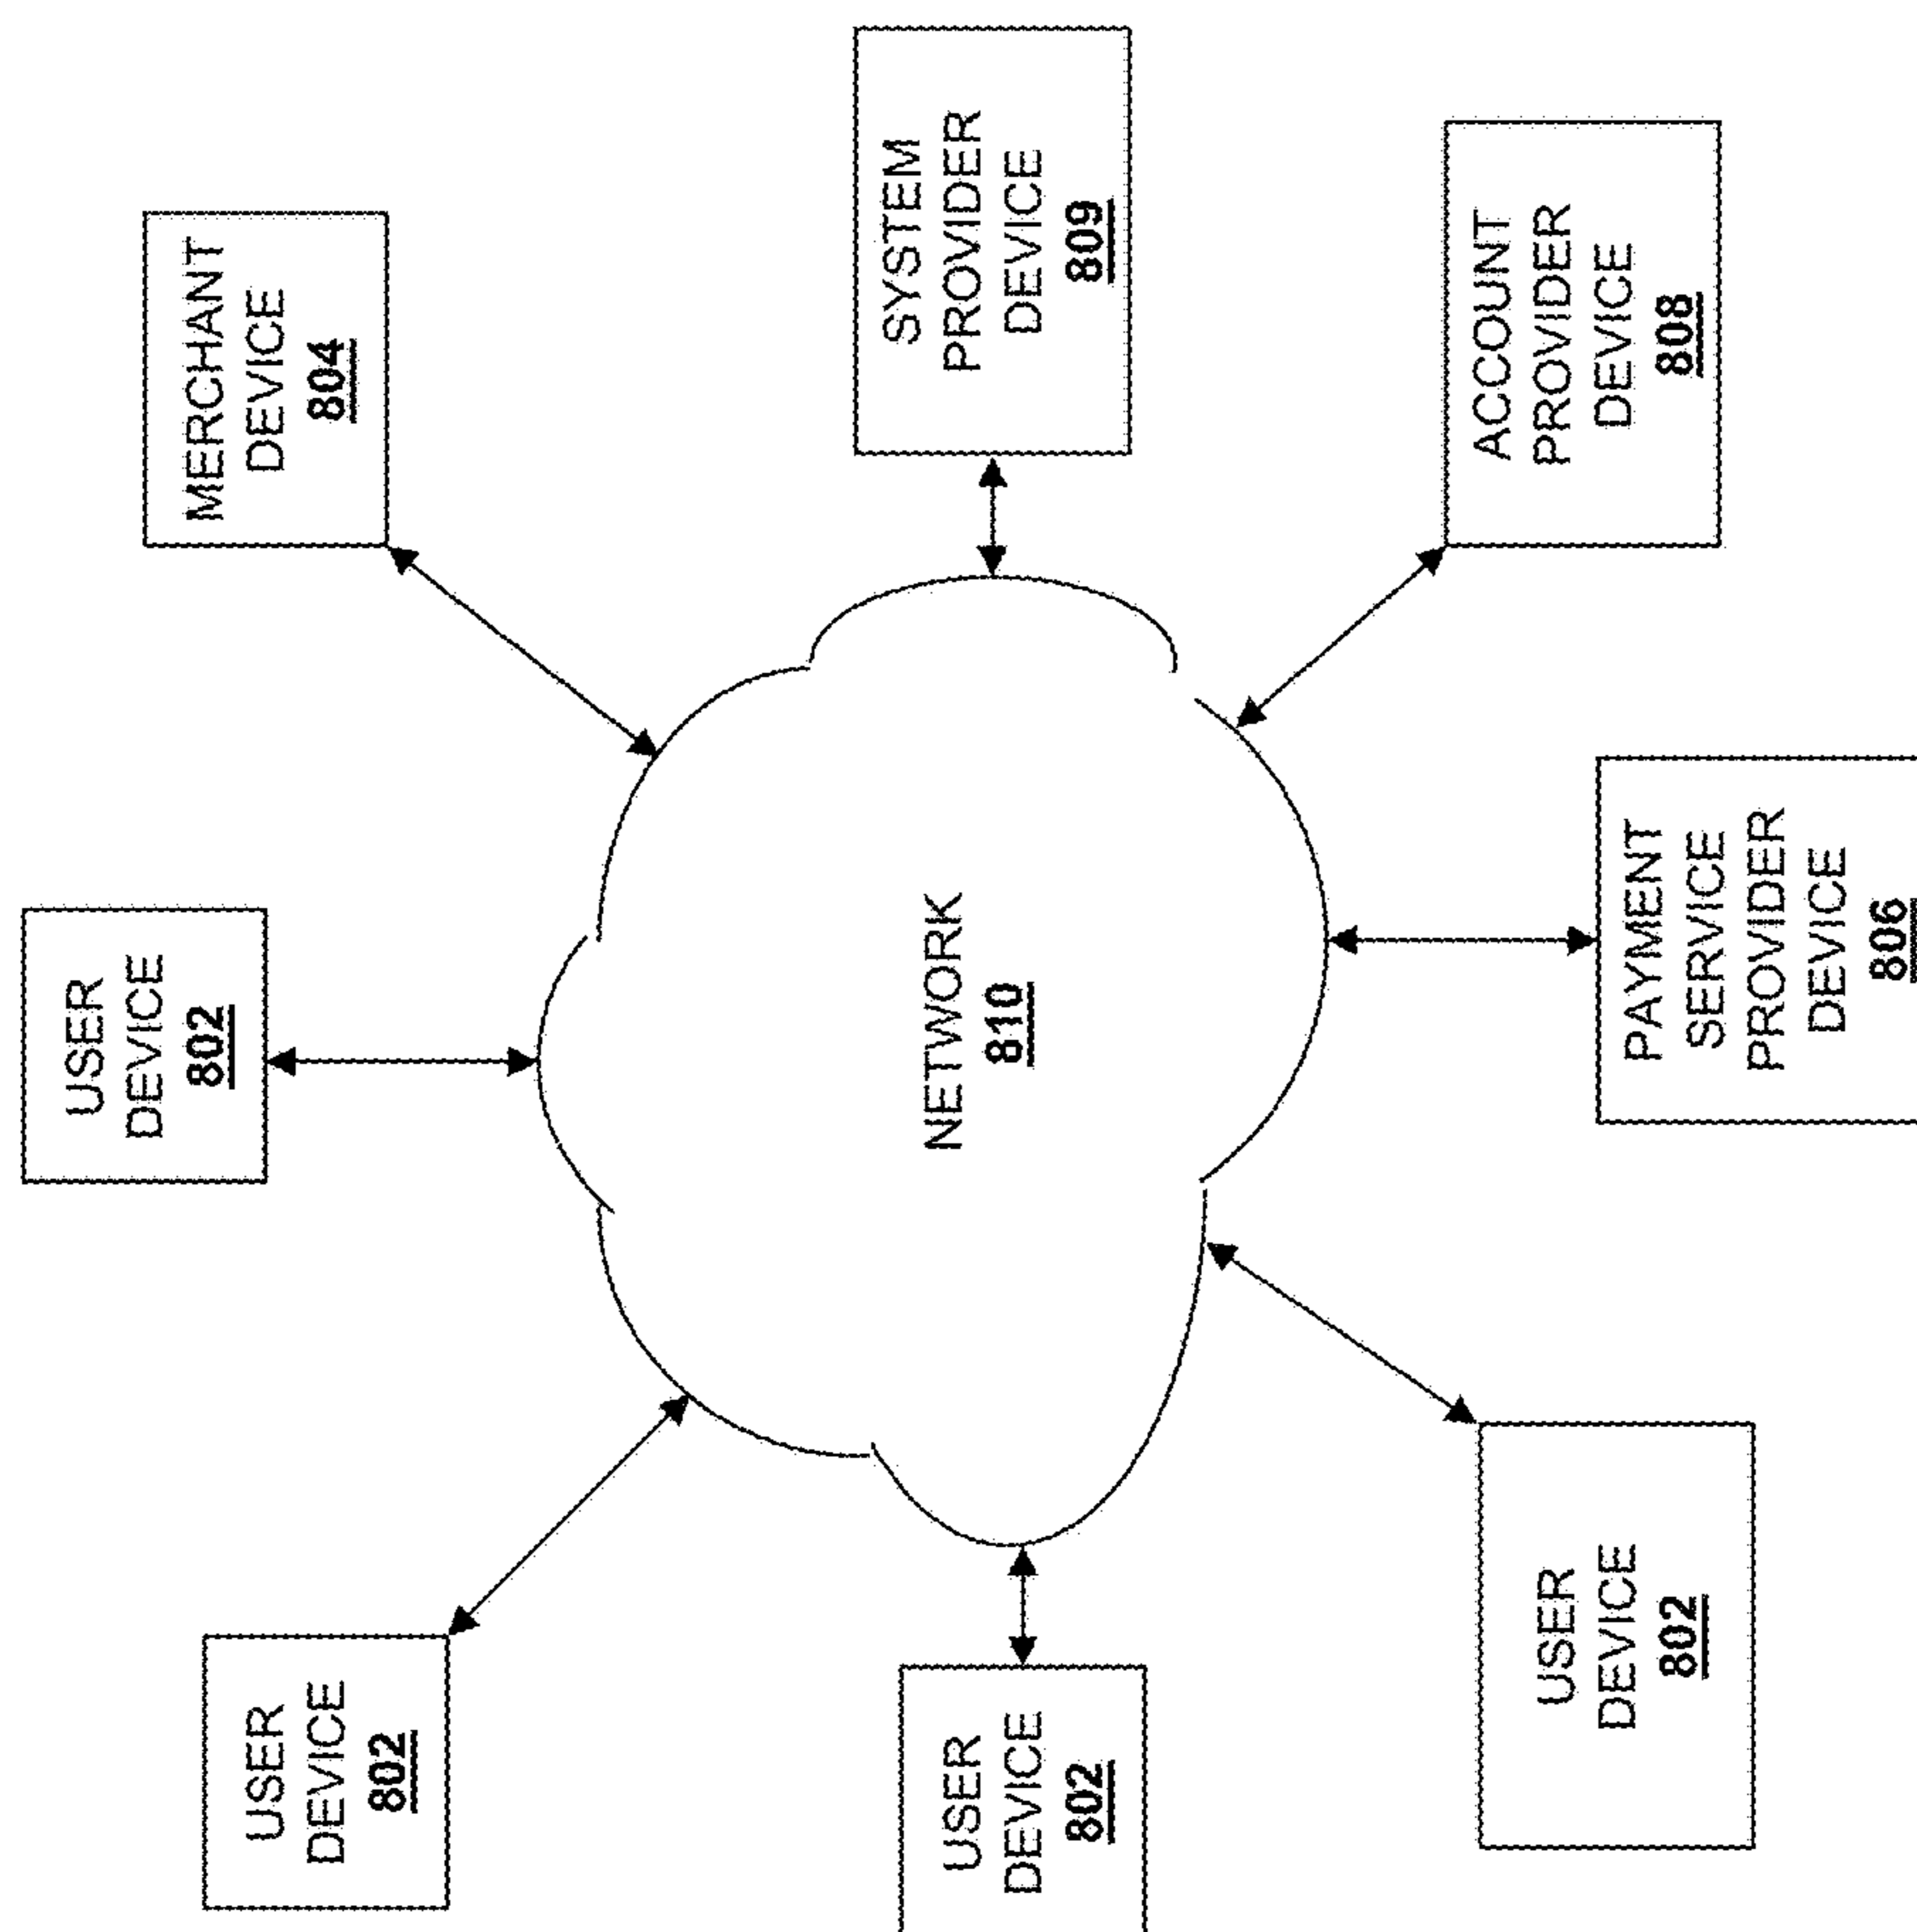 USER
DEVICE
802
MERCHANT
DEVICE
804
USER
DEVICE
802
NETWORK
810
SYSTEM
PROVIDER
DEVICE
809
USER
DEVICE
802
USER
DEVICE
802
PAYMENT
SERVICE
PROVIDER
DEVICE
806
ACCOUNT
PROVIDER
DEVICE
808